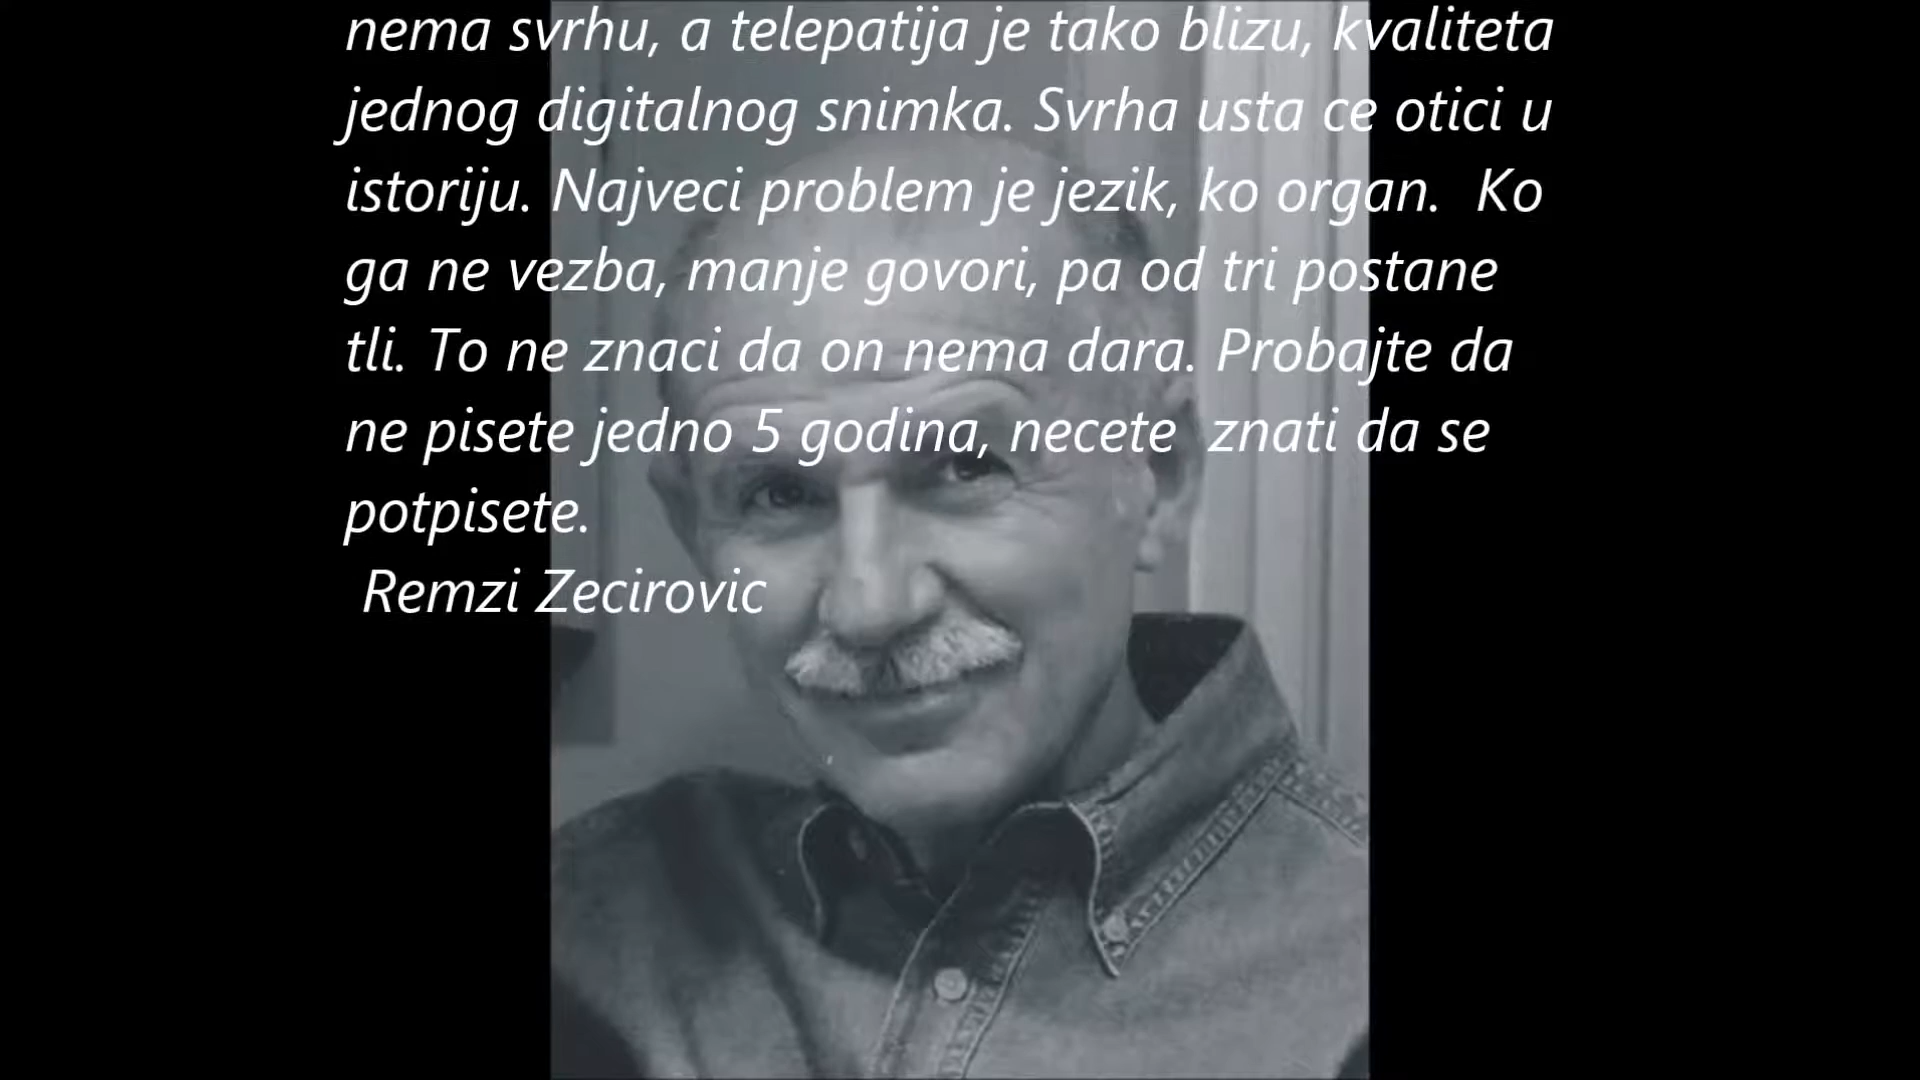 nema svrhu, a telepatija je tako blizu, kvaliteta
jednog digitalnog snimka. Svrha usta ce otici u
istoriju. Najveci problem je jezik, ko organ.  Ko
ga ne vezba, manje govori, pa od tri postane
tli. To ne znaci da on nema dara. Probajte da
ne pisete jedno 5 godina, necete  znati da se
potpisete.
Remzi Zecirovic